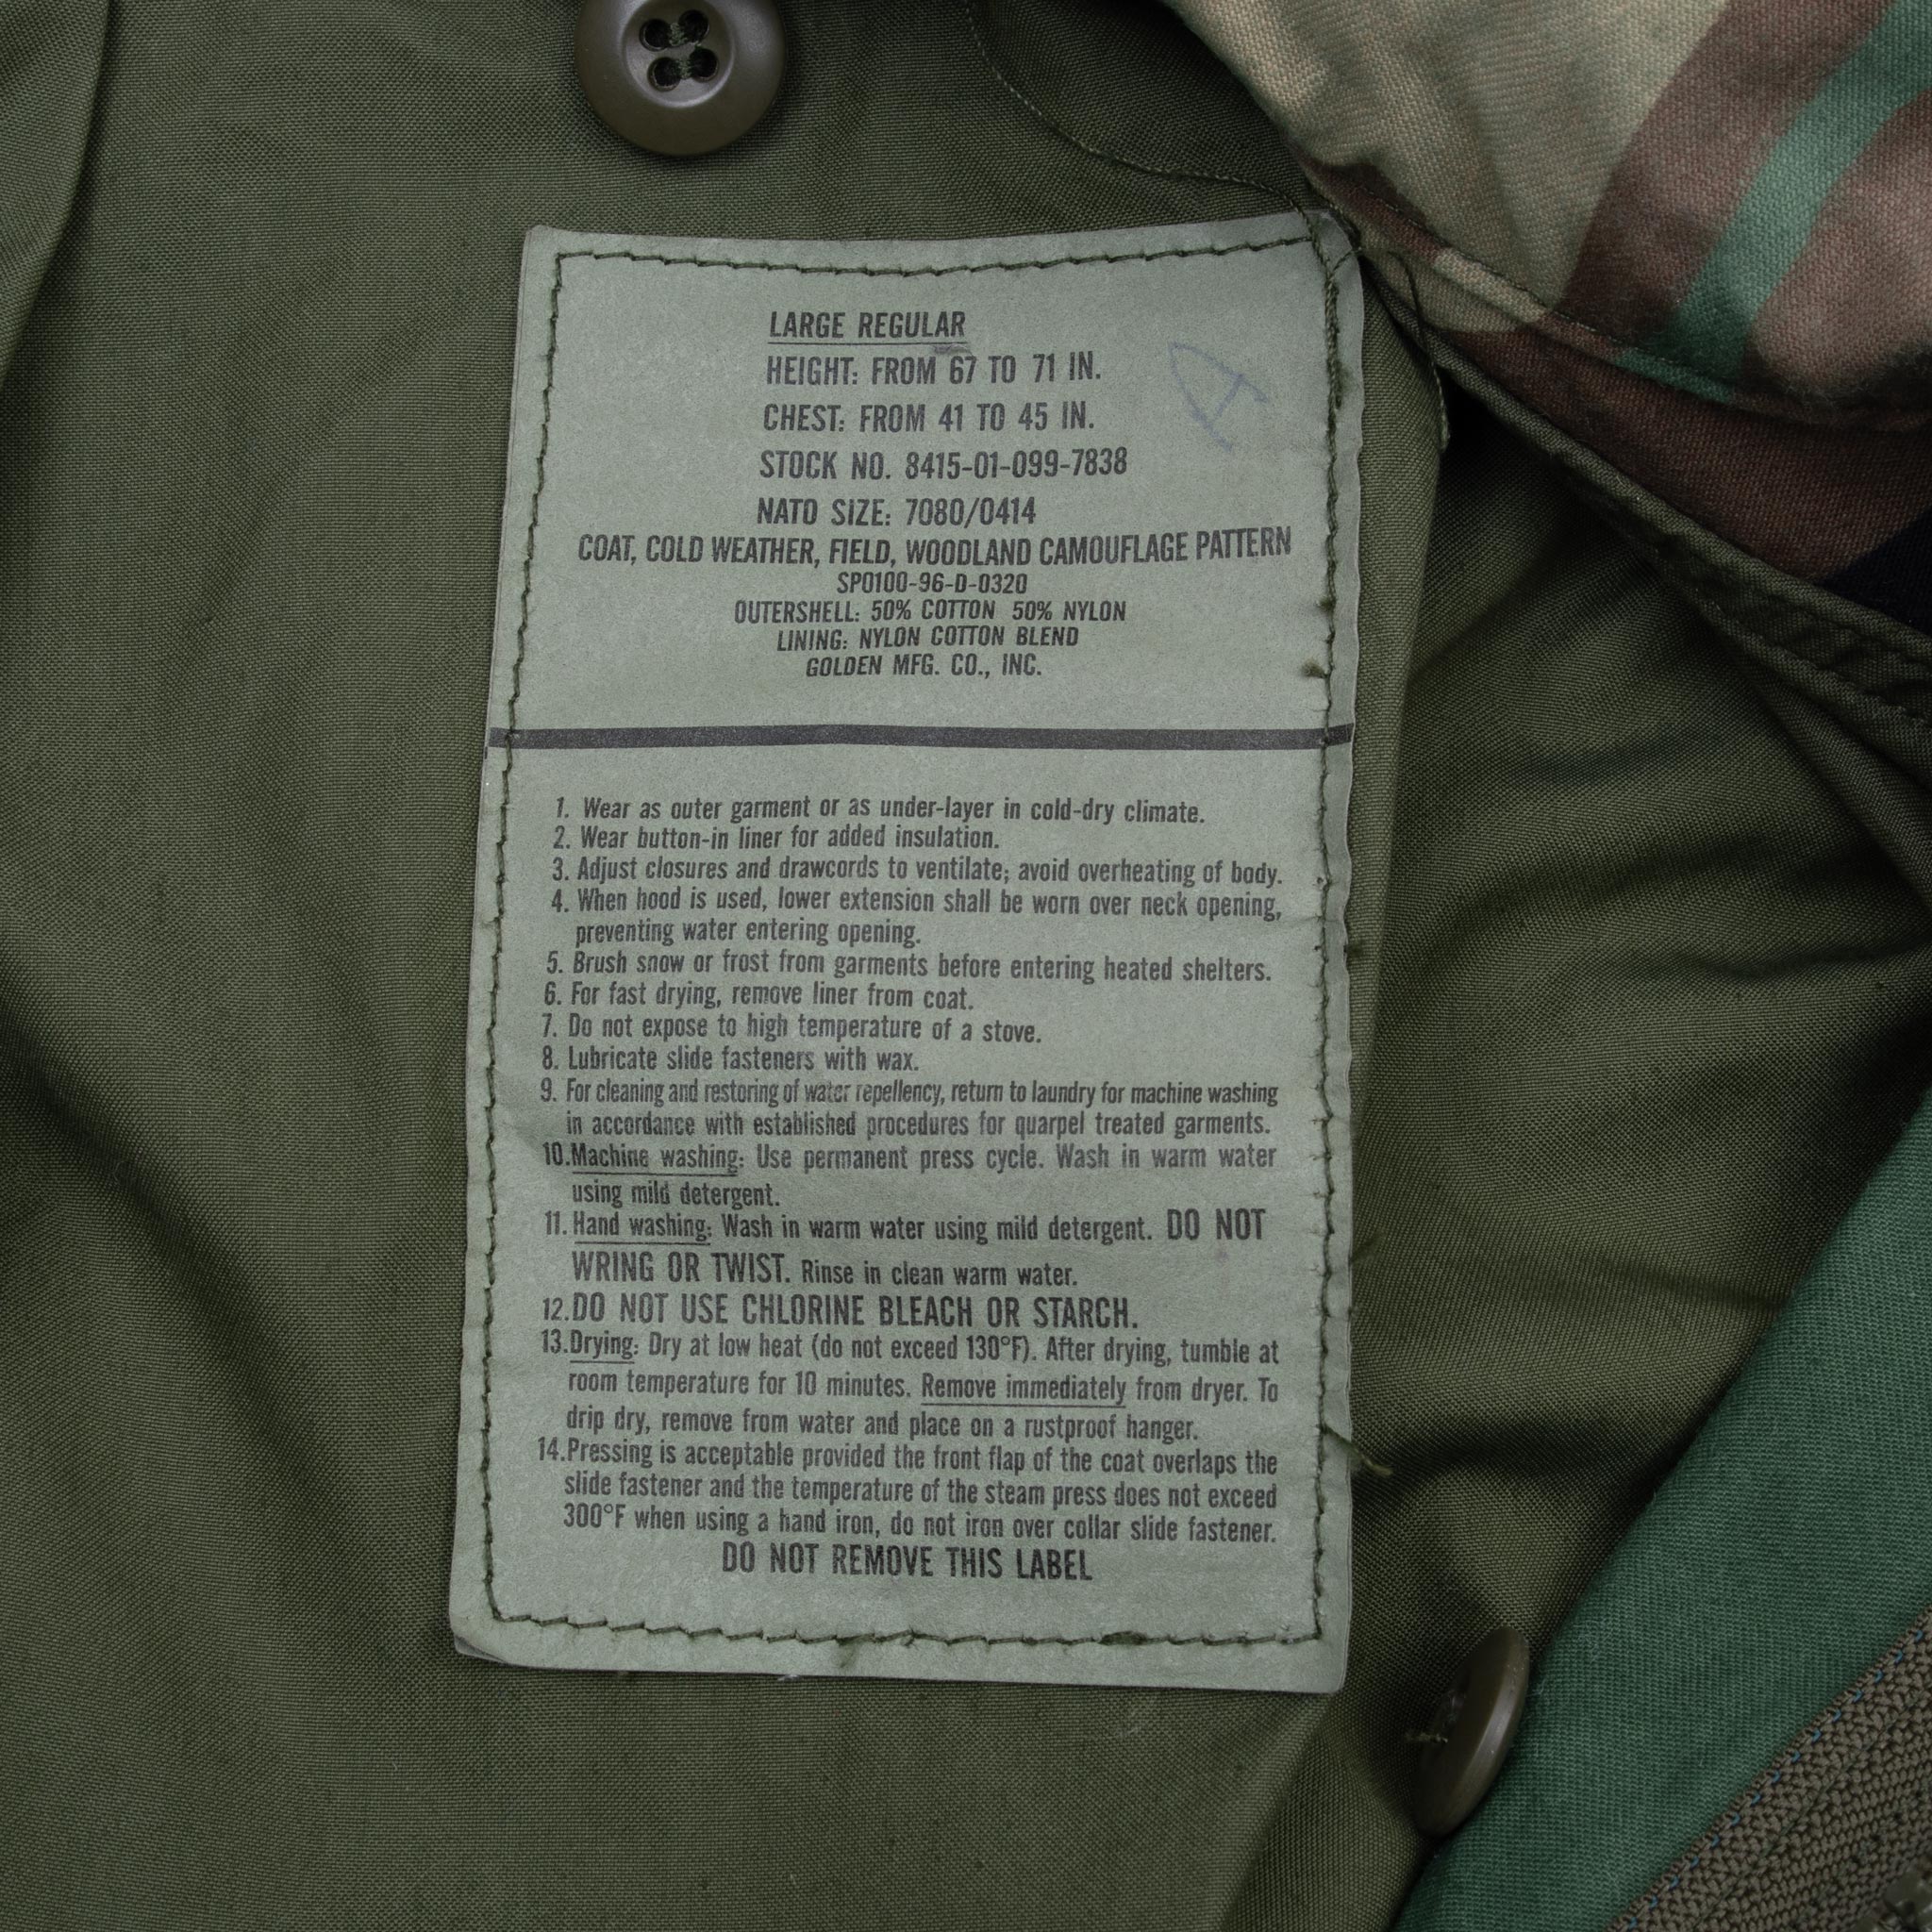 LARGE REGULAR
HEIGHT: FROM 67 TO 71 IN.
CHEST: FROM 41 TO 45 IN.
STOCK NO. 8415-01-099-7838
NATO SIZE: 7080/0414
COAT, COLD WEATHER, FIELD, WOODLAND CAMOUFLAGE PATTERN
SPO100-96-D-0320
OUTERSHELL: 50% COTTON 50% NYLON
LINING: NYLON COTTON BLEND
GOLDEN MFG. CO., INC.
A
1. Wear as outer garment or as under-layer in cold-dry climate.
2. Wear button-in liner for added insulation.
3. Adjust closures and drawcords to ventilate; avoid overheating of body.
4. When hood is used, lower extension shall be worn over neck opening,
preventing water entering opening.
5. Brush snow or frost from garments before entering heated shelters.
6. For fast drying, remove liner from coat.
7. Do not expose to high temperature of a stove.
8. Lubricate slide fasteners with wax.
9. For cleaning and restoring of water repellency, return to laundry for machine washing
in accordance with established procedures for quarpel treated garments.
10.Machine washing: Use permanent press cycle. Wash in warm water
using mild detergent.
11. Hand washing: Wash in warm water using mild detergent. DO NOT
WRING OR TWIST. Rinse in clean warm water.
12.DO NOT USE CHLORINE BLEACH OR STARCH.
13.Drying: Dry at low heat (do not exceed 130°F). After drying, tumble at
room temperature for 10 minutes. Remove immediately from dryer. To
drip dry, remove from water and place on a rustproof hanger.
14.Pressing is acceptable provided the front flap of the coat overlaps the
slide fastener and the temperature of the steam press does not exceed
300°F when using a hand iron, do not iron over collar slide fastener.
DO NOT REMOVE THIS LABEL